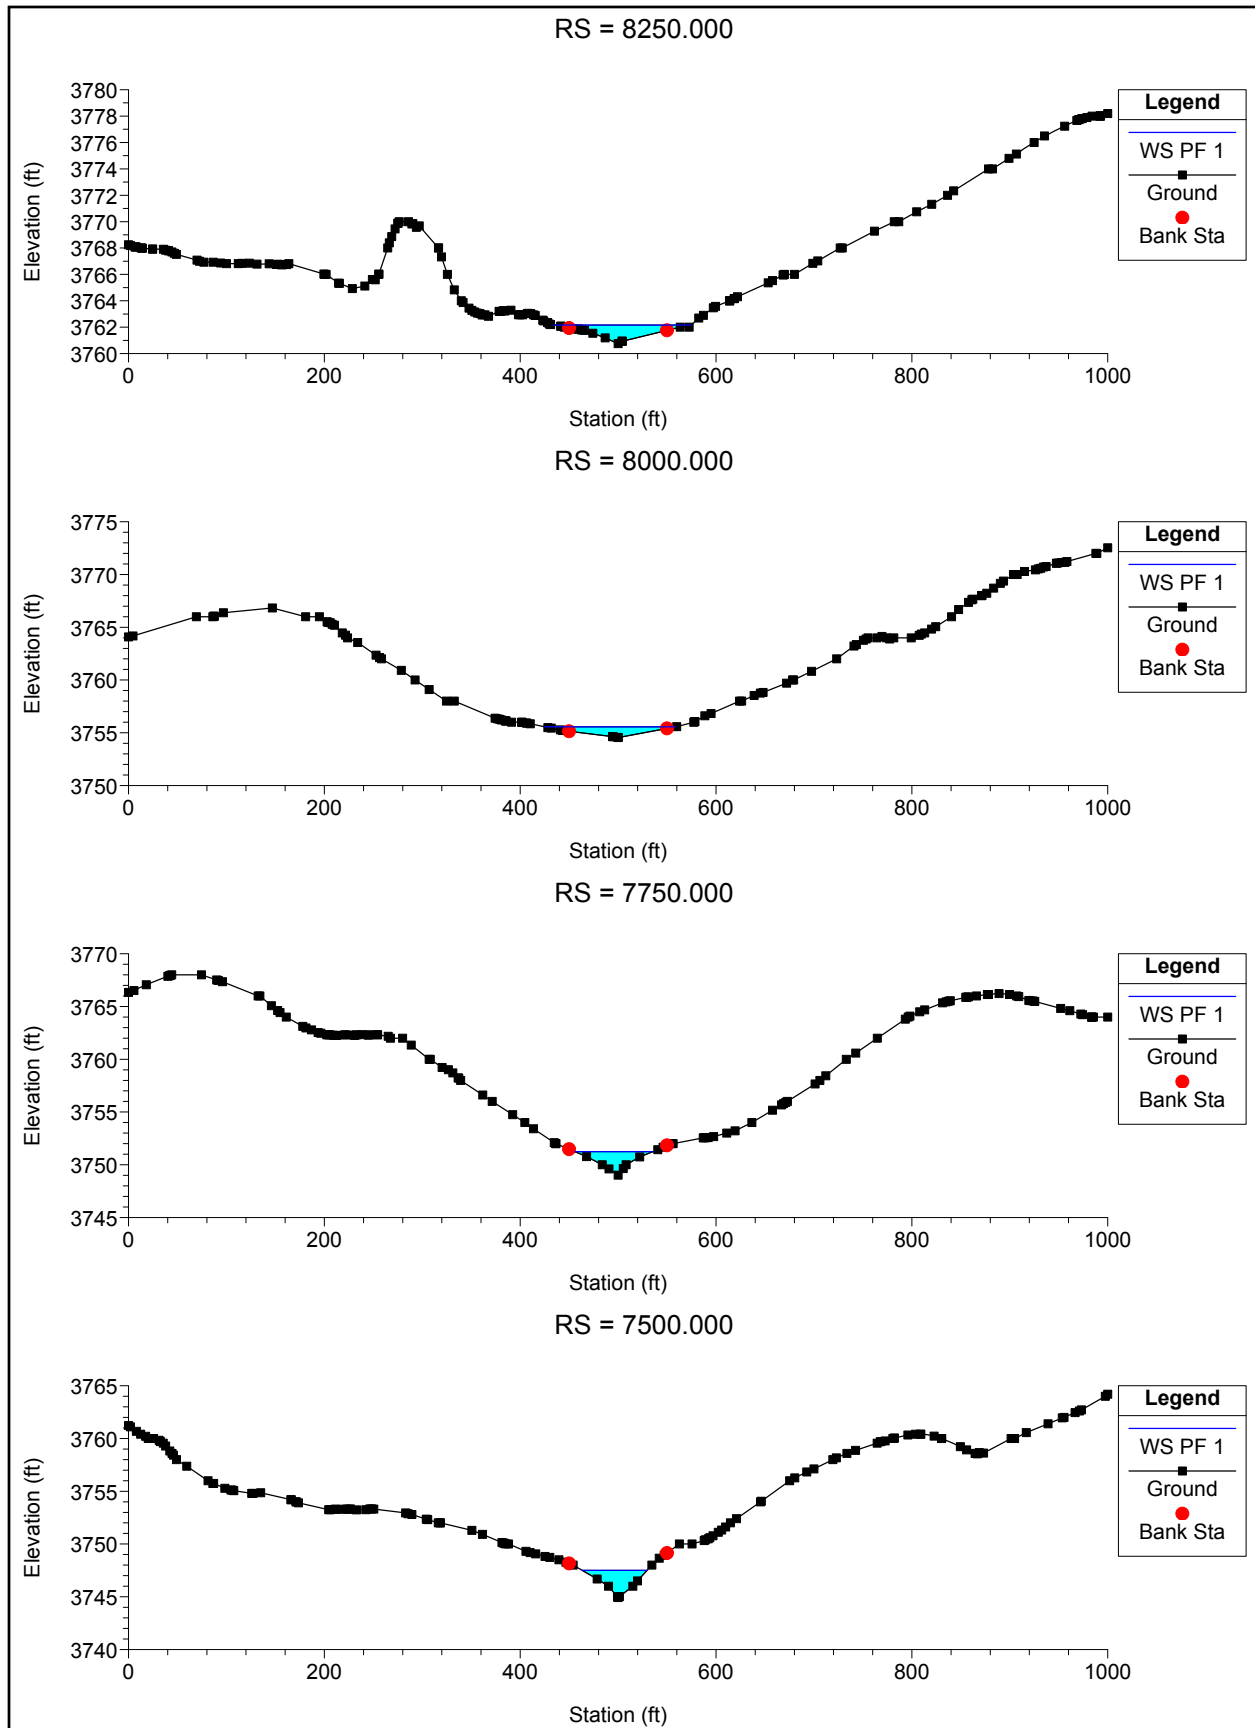 RS = 8250.000
3780
3778
3776
3774
3772
3770
3768
3766
3764
3762
3760
Elevation (ft)
0 200 400 600 800 1000
Station (ft)
Legend
WS PF 1
Ground
Bank Sta
RS = 8000.000
3775
3770
3765
3760
3755
3750
Elevation (ft)
0 200 400 600 800 1000
Station (ft)
Legend
WS PF 1
Ground
Bank Sta
RS = 7750.000
3770
3765
3760
3755
3750
3745
Elevation (ft)
0 200 400 600 800 1000
Station (ft)
Legend
WS PF 1
Ground
Bank Sta
RS = 7500.000
3765
3760
3755
3750
3745
3740
Elevation (ft)
0 200 400 600 800 1000
Station (ft)
Legend
WS PF 1
Ground
Bank Sta